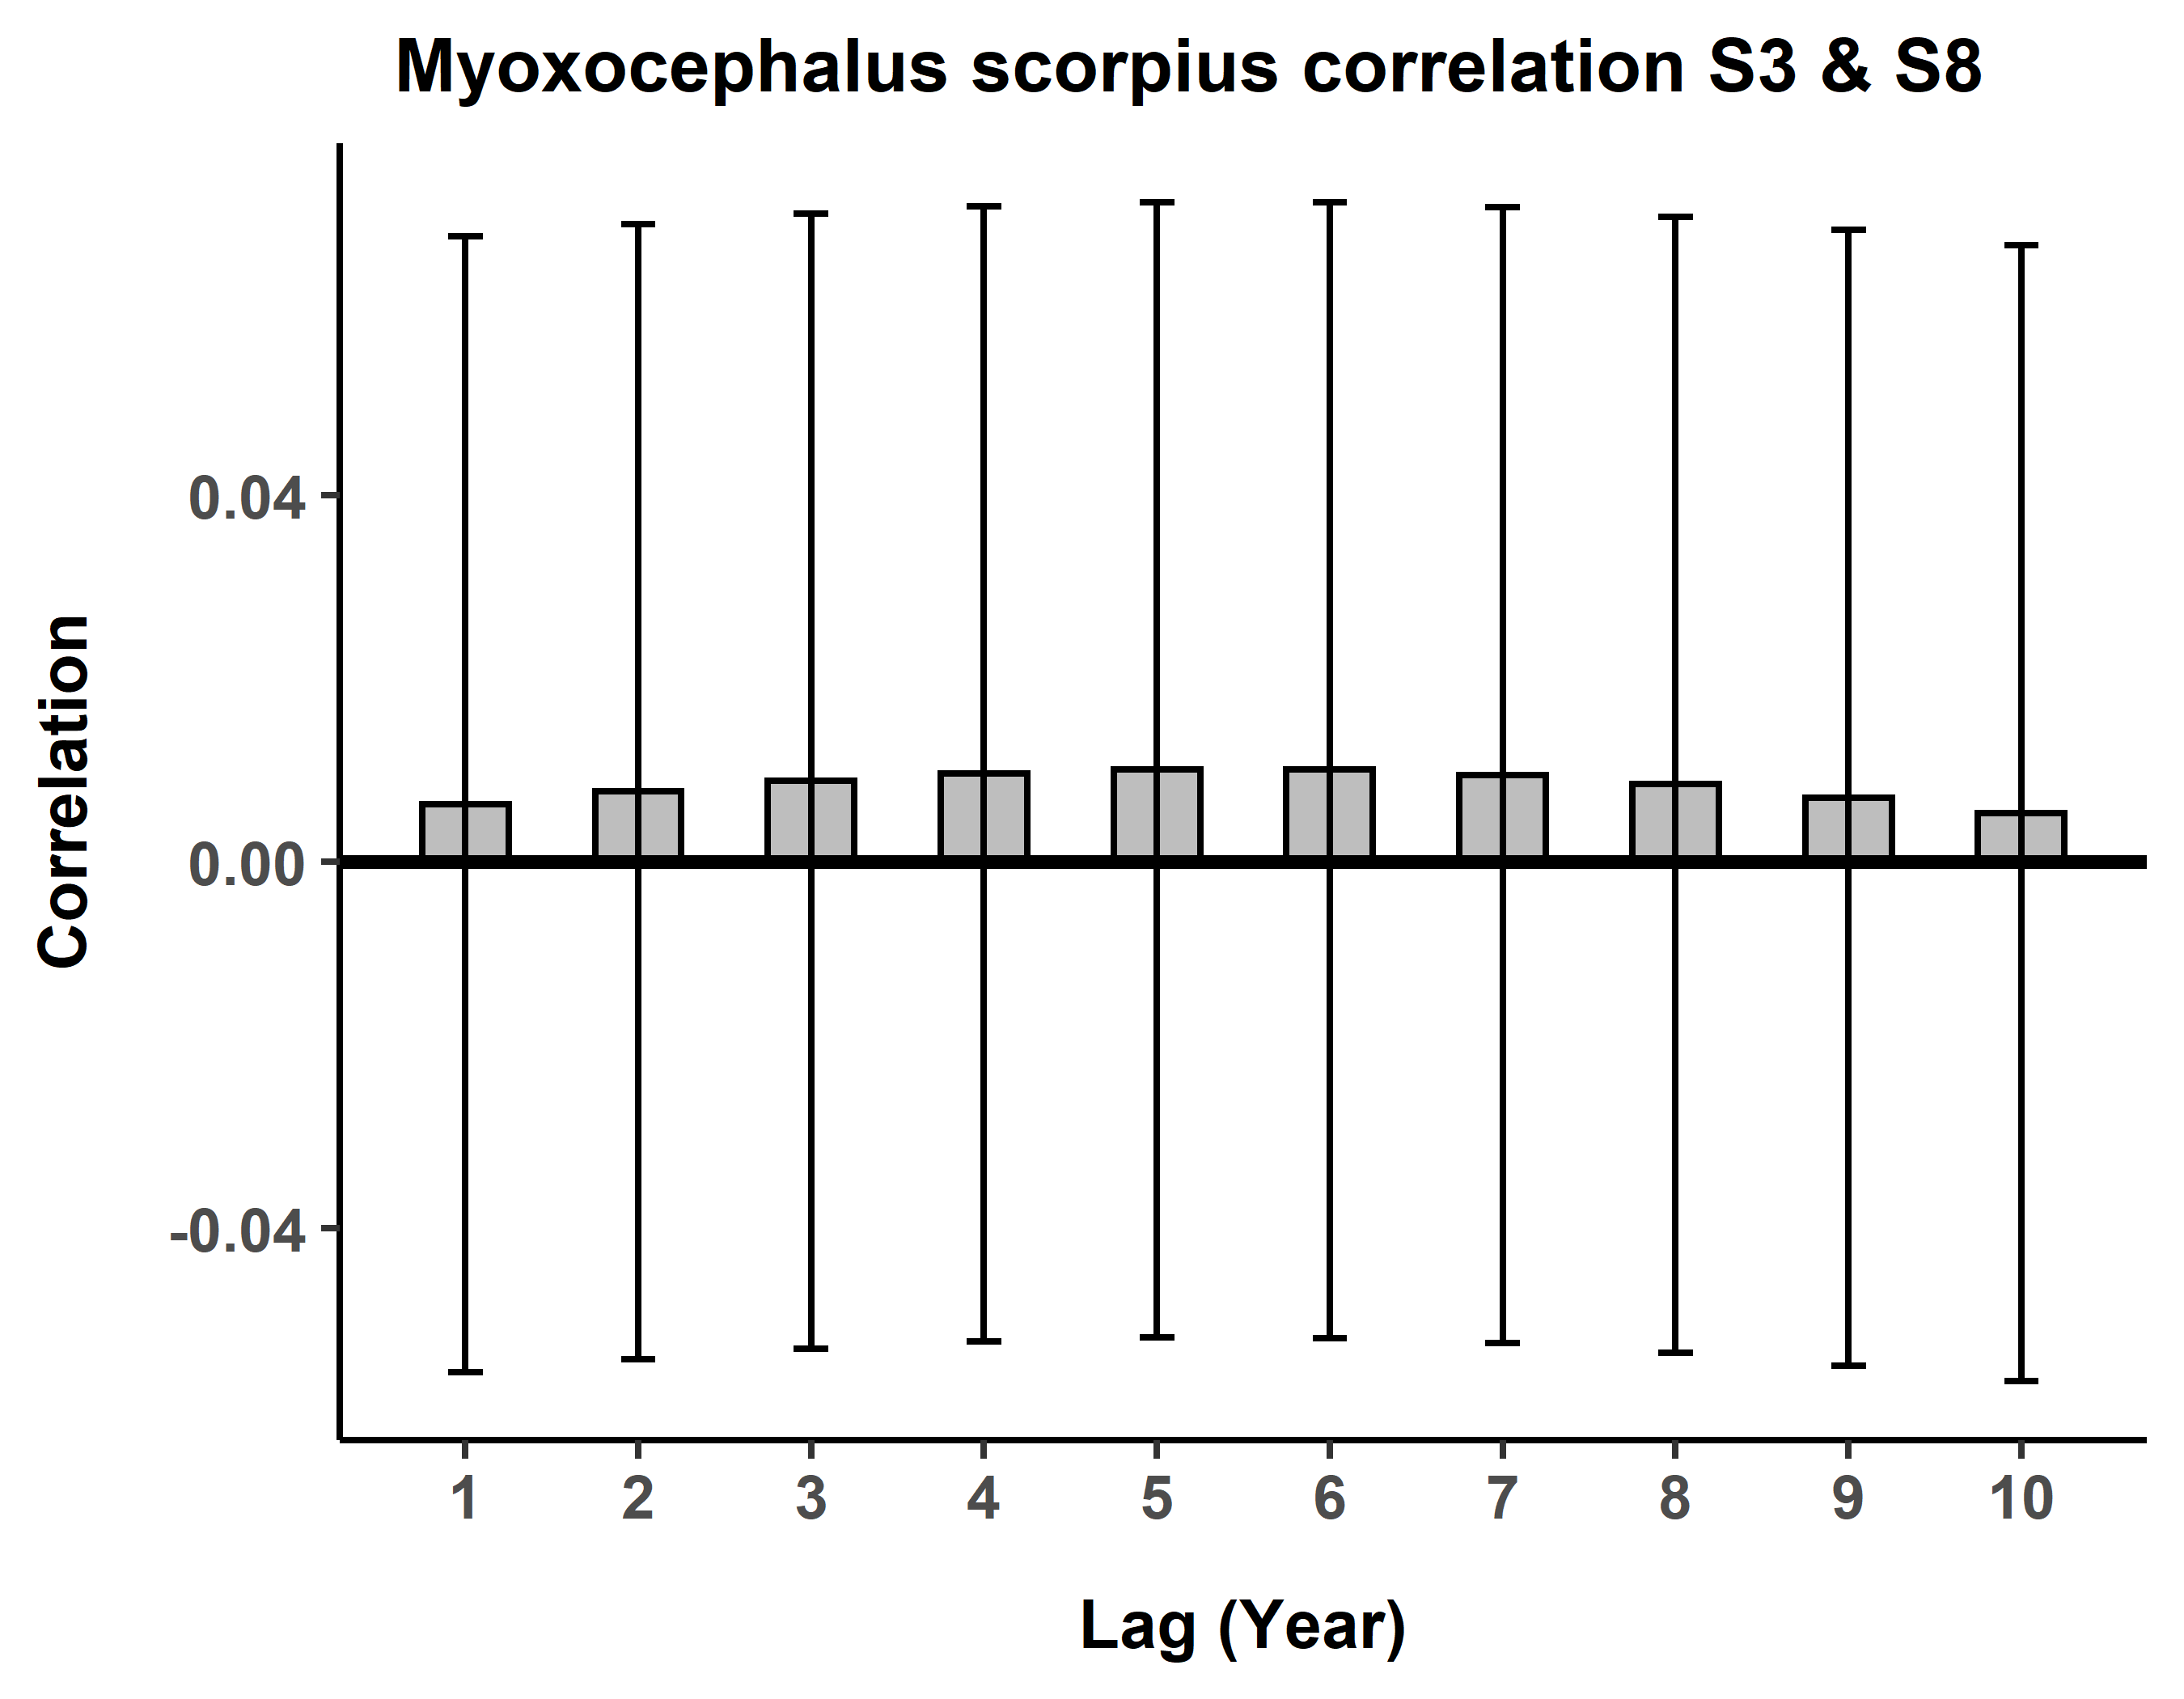 Myoxocephalus scorpius correlation S3 & S8
Correlation
0.04
0.00
-0.04
1 2 3 4 5 6 7 8 9 10
Lag (Year)